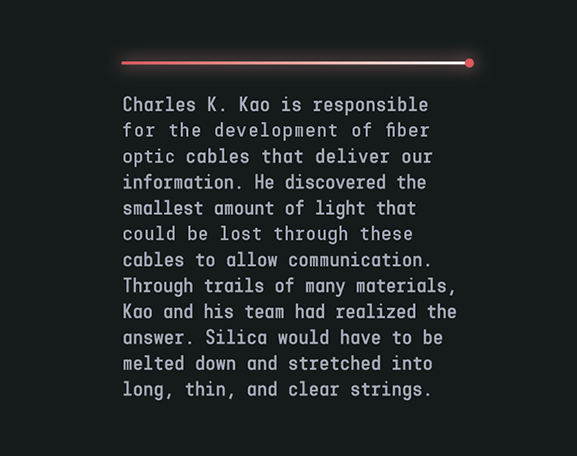 Charles K. Kao is responsible
for the development of fiber
optic cables that deliver our
information. He discovered the
smallest amount of light that
could be lost through these
cables to allow communication.
Through trails of many materials,
Kao and his team had realized the
answer. Silica would have to be
melted down and stretched into
long, thin, and clear strings.